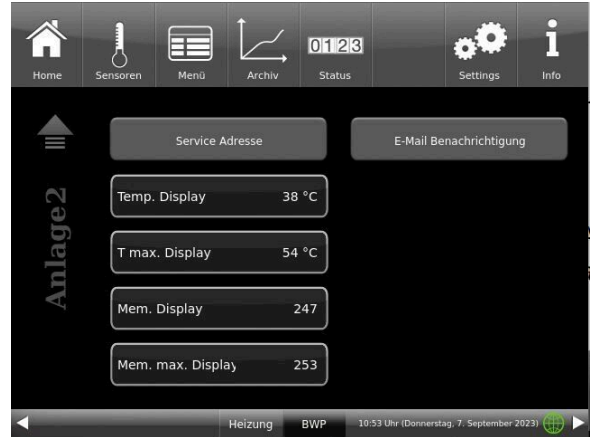 Home
Sensoren
Menü
Archiv
0123
Status
Settings
i
Info
Anlage2
Service Adresse
E-Mail Benachrichtigung
Temp. Display 38 °C
T max. Display 54 °C
Mem. Display 247
Mem. max. Display 253
Heizung BWP 10:53 Uhr (Donnerstag, 7. September 2023)